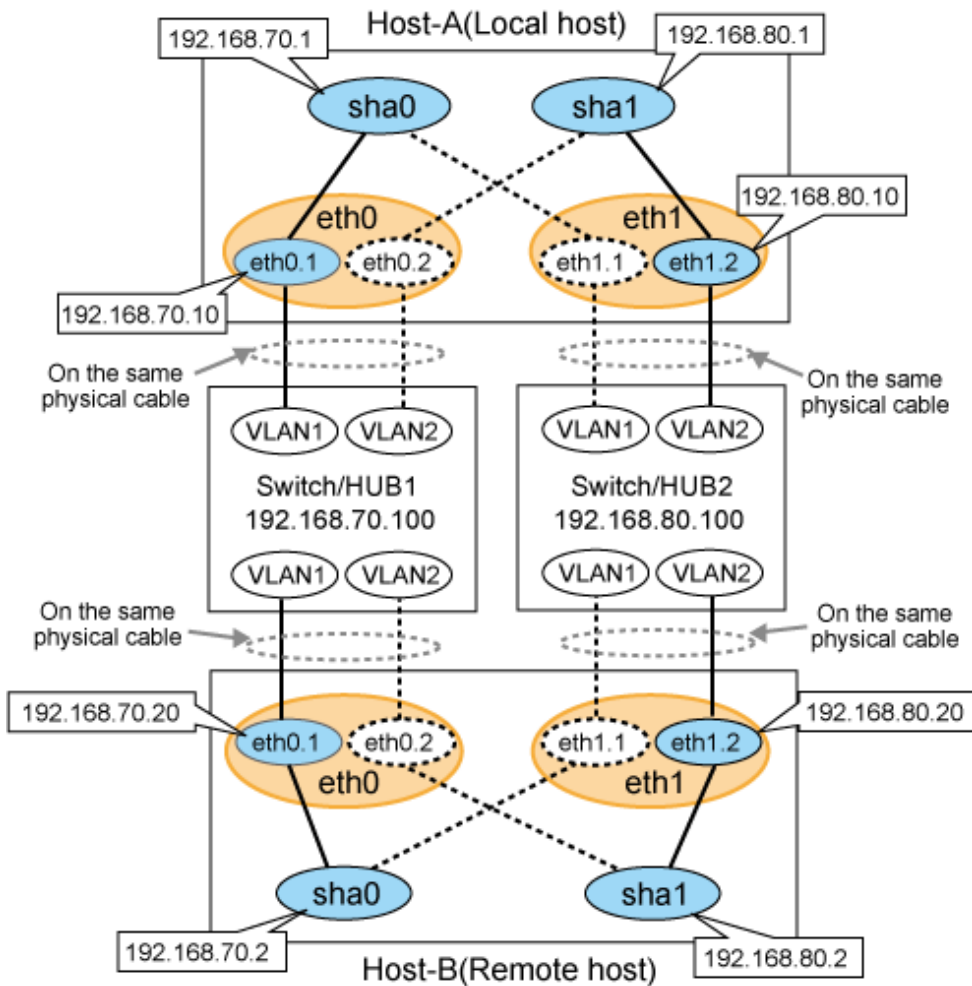 Host-A(Local host)
192.168.70.1
192.168.80.1
sha0
sha1
192.168.80.10
eth0
eth1
eth0.1
eth0.2
eth1.1
eth1.2
192.168.70.10
On the same
physical cable
On the same
physical cable
VLAN1
VLAN2
VLAN1
VLAN2
Switch/HUB1
192.168.70.100
Switch/HUB2
192.168.80.100
VLAN1
VLAN2
VLAN1
VLAN2
On the same
physical cable
On the same
physical cable
192.168.70.20
192.168.80.20
eth0.1
eth0.2
eth1.1
eth1.2
eth0
eth1
sha0
sha1
192.168.70.2
192.168.80.2
Host-B(Remote host)